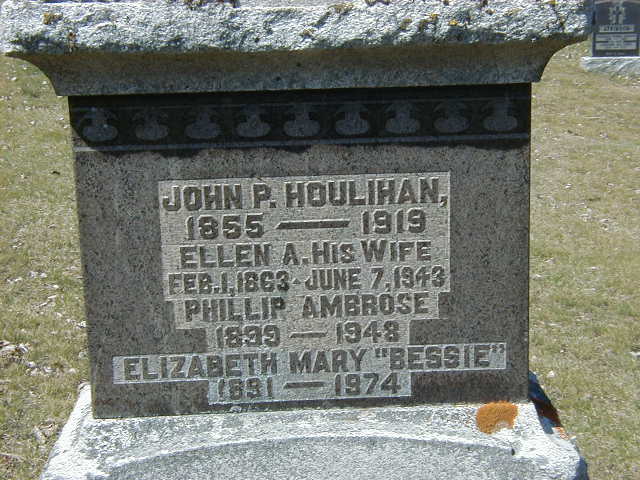 JOHN P. HOULIHAN,
1855 — 1919
ELLEN A. HIS WIFE
FEB. 1, 1863 - JUNE 7, 1943
PHILLIP AMBROSE
1899 — 1948
ELIZABETH MARY "BESSIE"
1891 — 1974
ATKINSON